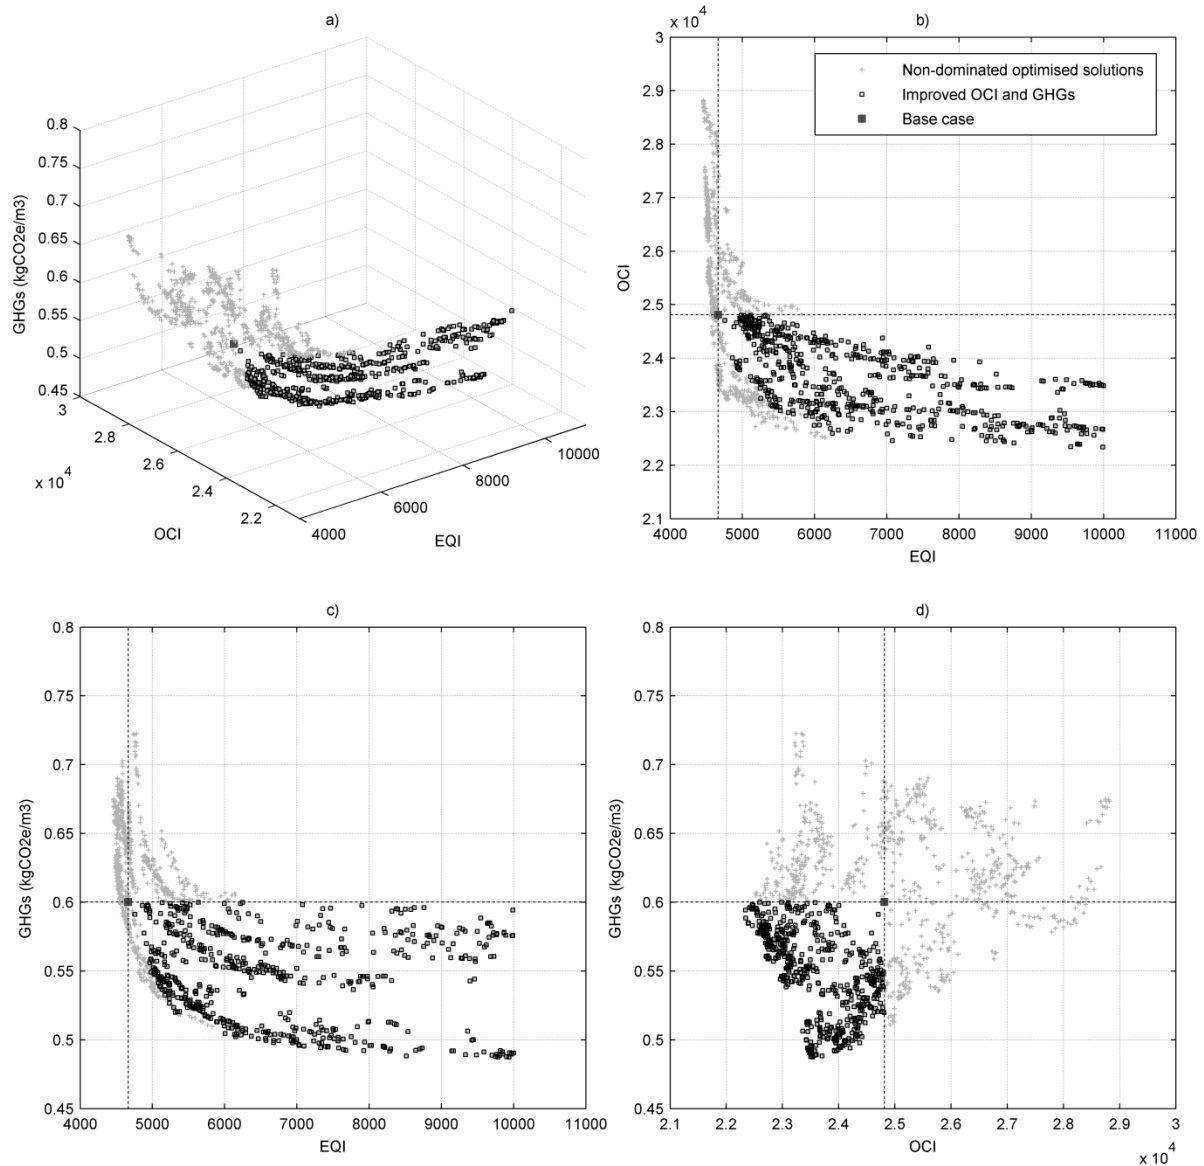 a)
0.8
0.75
0.7
0.65
0.6
0.55
0.5
0.45
GHGs (kgCO2e/m3)
3
2.8
2.6
2.4
2.2
x 10^4
OCI
4000
6000
8000
10000
EQI
b)
x 10^4
3
2.9
2.8
2.7
2.6
2.5
2.4
2.3
2.2
2.1
OCI
Non-dominated optimised solutions
Improved OCI and GHGs
Base case
4000 5000 6000 7000 8000 9000 10000 11000
EQI
c)
0.8
0.75
0.7
0.65
0.6
0.55
0.5
0.45
GHGs (kgCO2e/m3)
4000 5000 6000 7000 8000 9000 10000 11000
EQI
d)
0.8
0.75
0.7
0.65
0.6
0.55
0.5
0.45
GHGs (kgCO2e/m3)
2.1 2.2 2.3 2.4 2.5 2.6 2.7 2.8 2.9 3
OCI
x 10^4